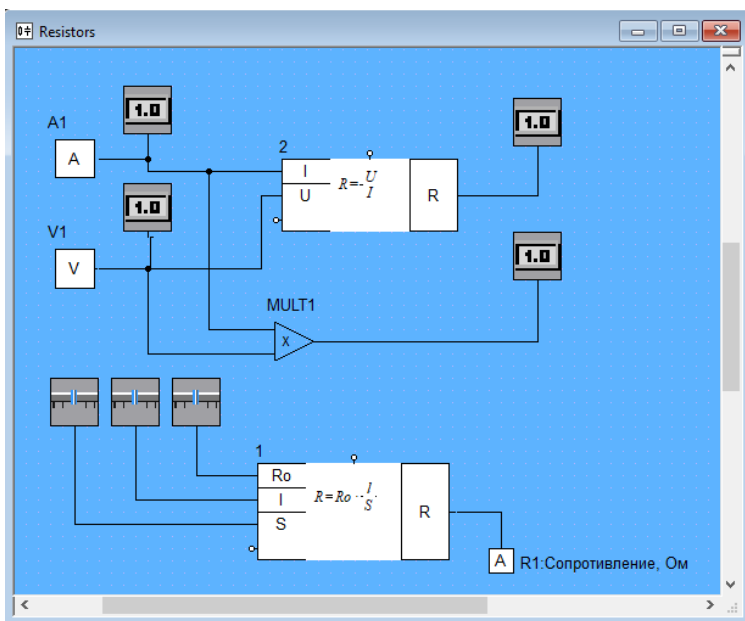 Resistors
1.0
A1
A
2
I
U
R=-U/I
R
1.0
1.0
V1
V
1.0
MULT1
X
1
Ro
l
S
R=Ro·-l/S·
R
A
R1:Сопротивление, Ом